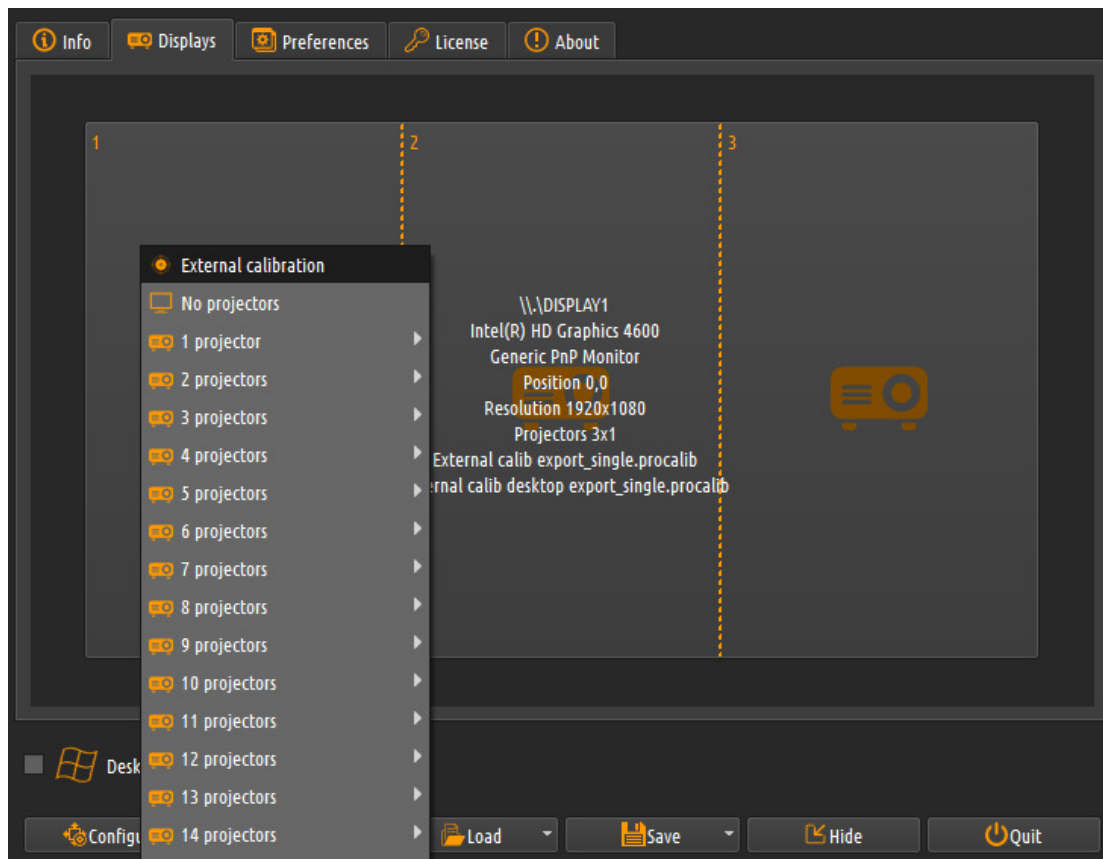 Info
Displays
Preferences
License
About
1
2
3
External calibration
No projectors
1 projector
2 projectors
3 projectors
4 projectors
5 projectors
6 projectors
7 projectors
8 projectors
9 projectors
10 projectors
11 projectors
12 projectors
13 projectors
14 projectors
\\.\DISPLAY1
Intel(R) HD Graphics 4600
Generic PnP Monitor
Position 0,0
Resolution 1920x1080
Projectors 3x1
External calib export_single.procalib
rnal calib desktop export_single.procalib
Desk
Configu
Load
Save
Hide
Quit